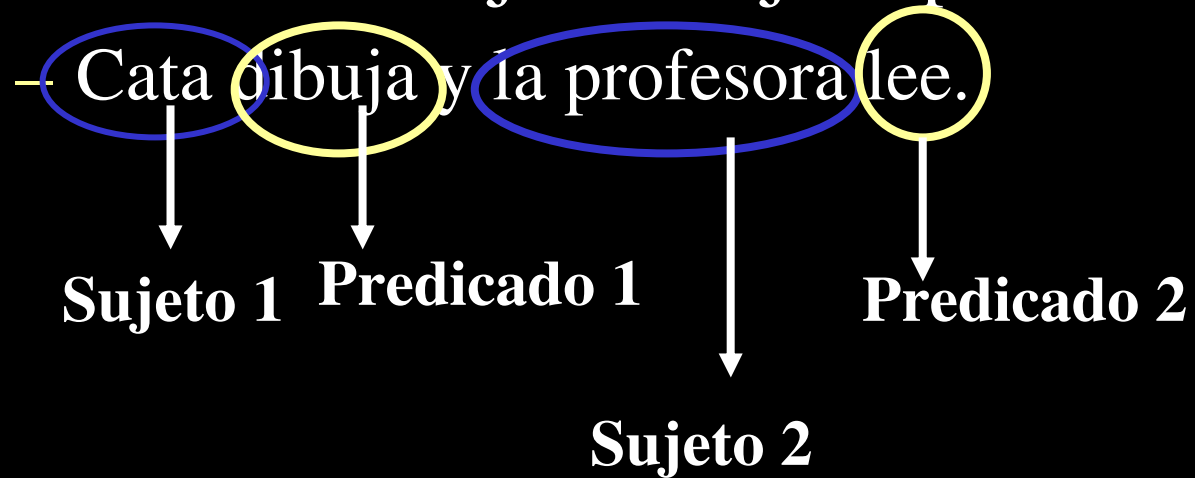 – Cata dibuja y la profesora lee.
Sujeto 1 Predicado 1 Predicado 2
Sujeto 2